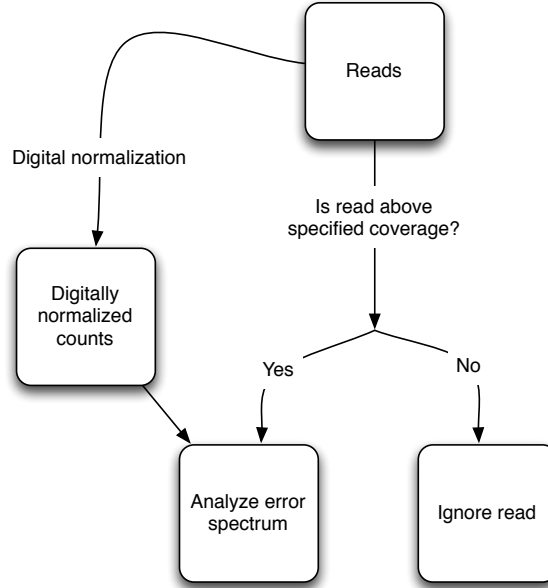 Reads
Digital normalization
Is read above
specified coverage?
Digitally
normalized
counts
Yes
No
Analyze error
spectrum
Ignore read